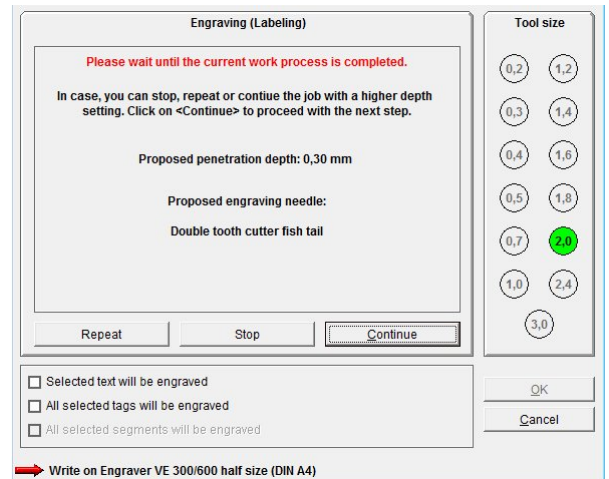 Engraving (Labeling)
Please wait until the current work process is completed.
In case, you can stop, repeat or contiue the job with a higher depth
setting. Click on <Continue> to proceed with the next step.
Proposed penetration depth: 0,30 mm
Proposed engraving needle:
Double tooth cutter fish tail
Repeat Stop Continue
Tool size
0,2 1,2
0,3 1,4
0,4 1,6
0,5 1,8
0,7 2,0
1,0 2,4
3,0
Selected text will be engraved
All selected tags will be engraved
All selected segments will be engraved
OK
Cancel
Write on Engraver VE 300/600 half size (DIN A4)